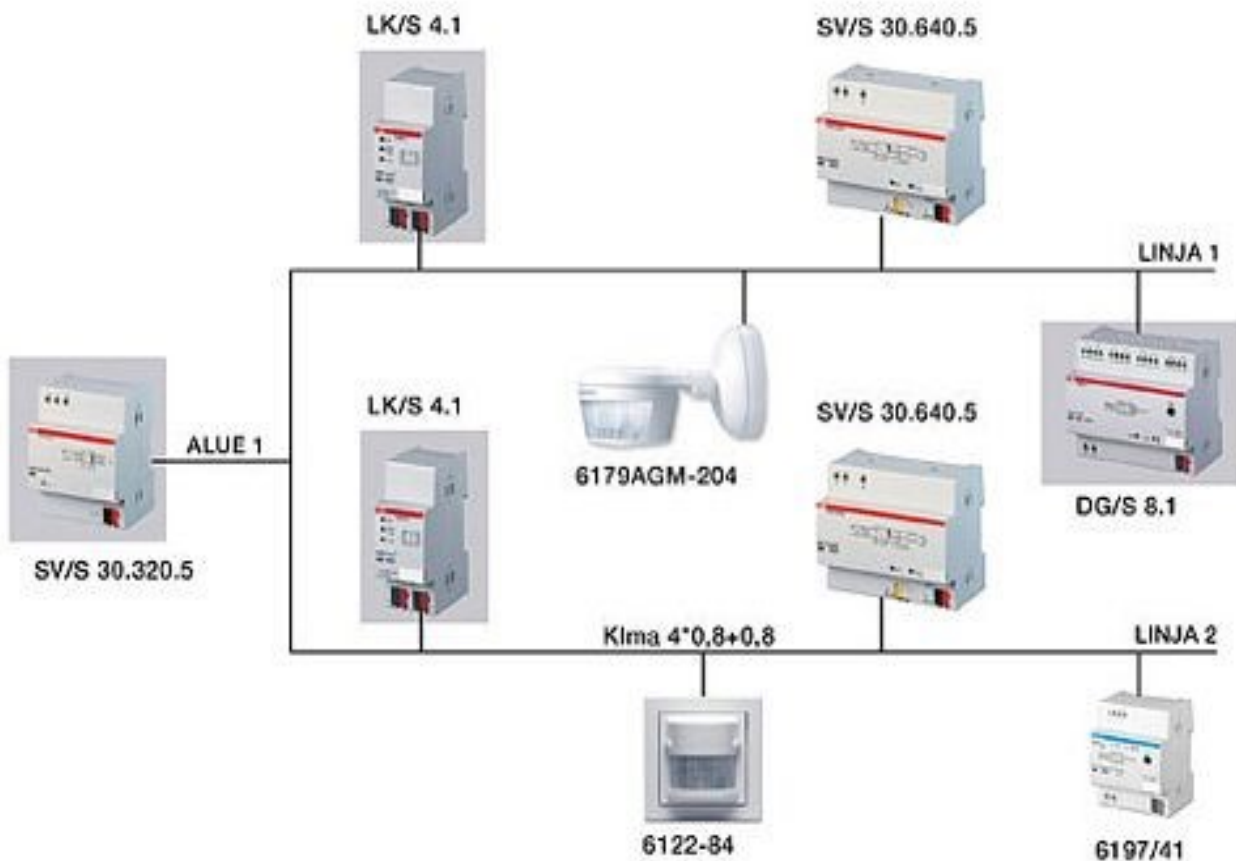 LK/S 4.1
SV/S 30.640.5
LINJA 1
LK/S 4.1
SV/S 30.640.5
ALUE 1
6179AGM-204
DG/S 8.1
SV/S 30.320.5
Klma 4*0,8+0,8
LINJA 2
6122-84
6197/41